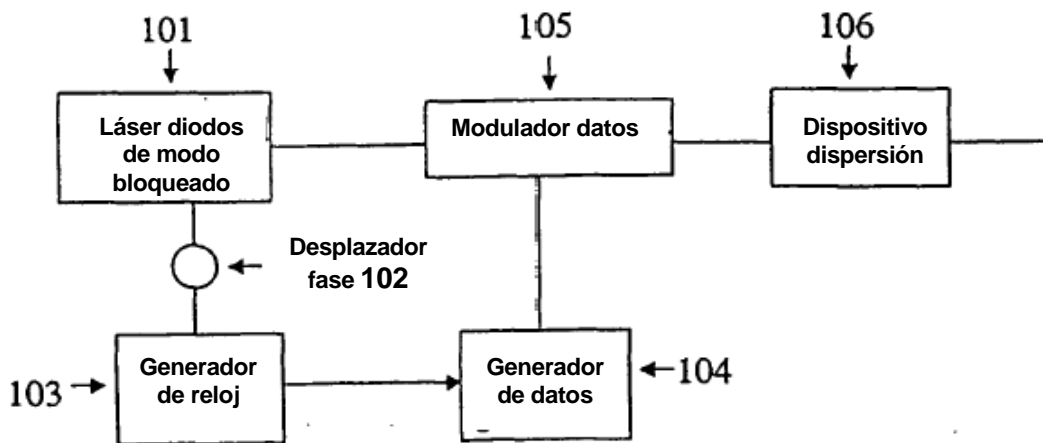 101
105
106
Láser diodos
de modo
bloqueado
Modulador datos
Dispositivo
dispersión
Desplazador
fase 102
103
Generador
de reloj
Generador
de datos
104